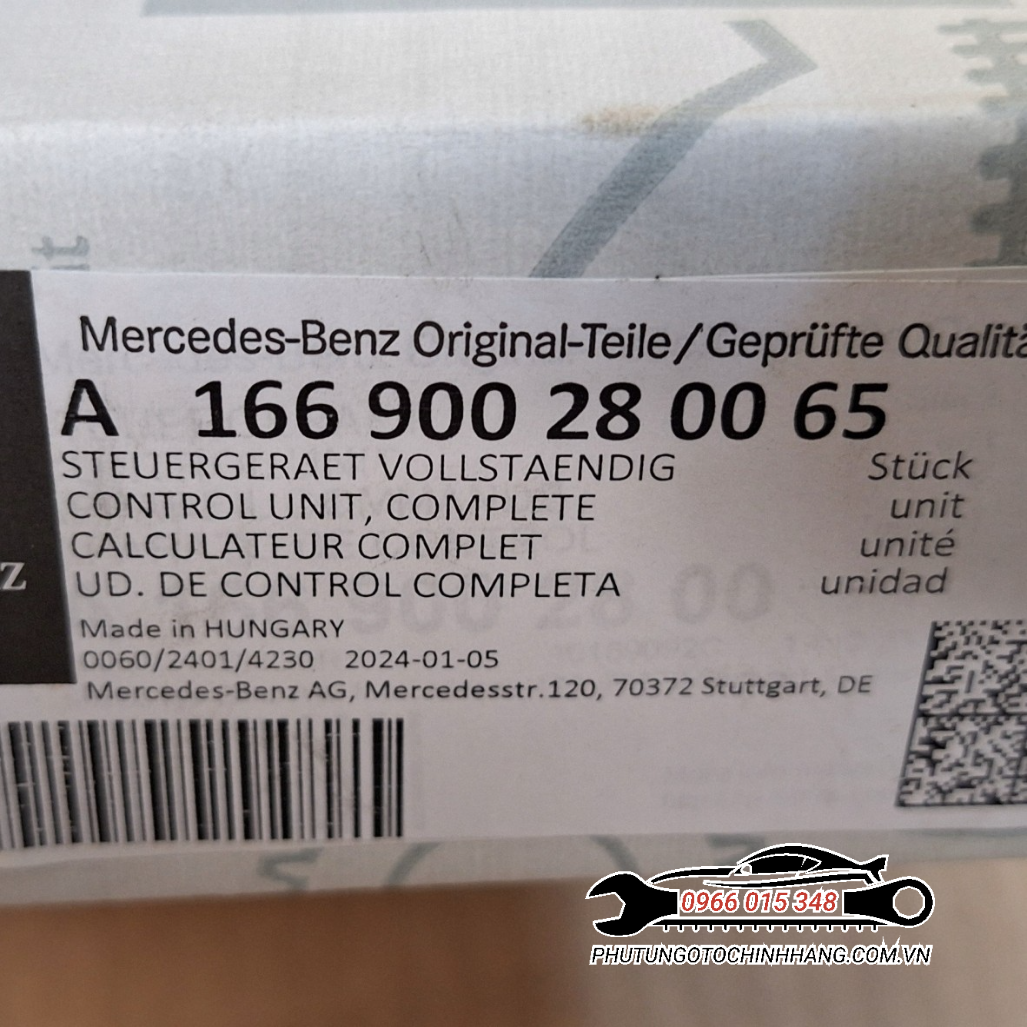 Mercedes-Benz Original-Teile/Geprüfte Qualitä
A 166 900 28 00 65
STEUERGERAET VOLLSTAENDIG Stück
CONTROL UNIT, COMPLETE unit
CALCULATEUR COMPLET unité
UD. DE CONTROL COMPLETA unidad
Z
Made in HUNGARY
0060/2401/4230 2024-01-05
Mercedes-Benz AG, Mercedesstr.120, 70372 Stuttgart, DE
0966 015 348
PHUTUNGOTOCHINHHANG.COM.VN